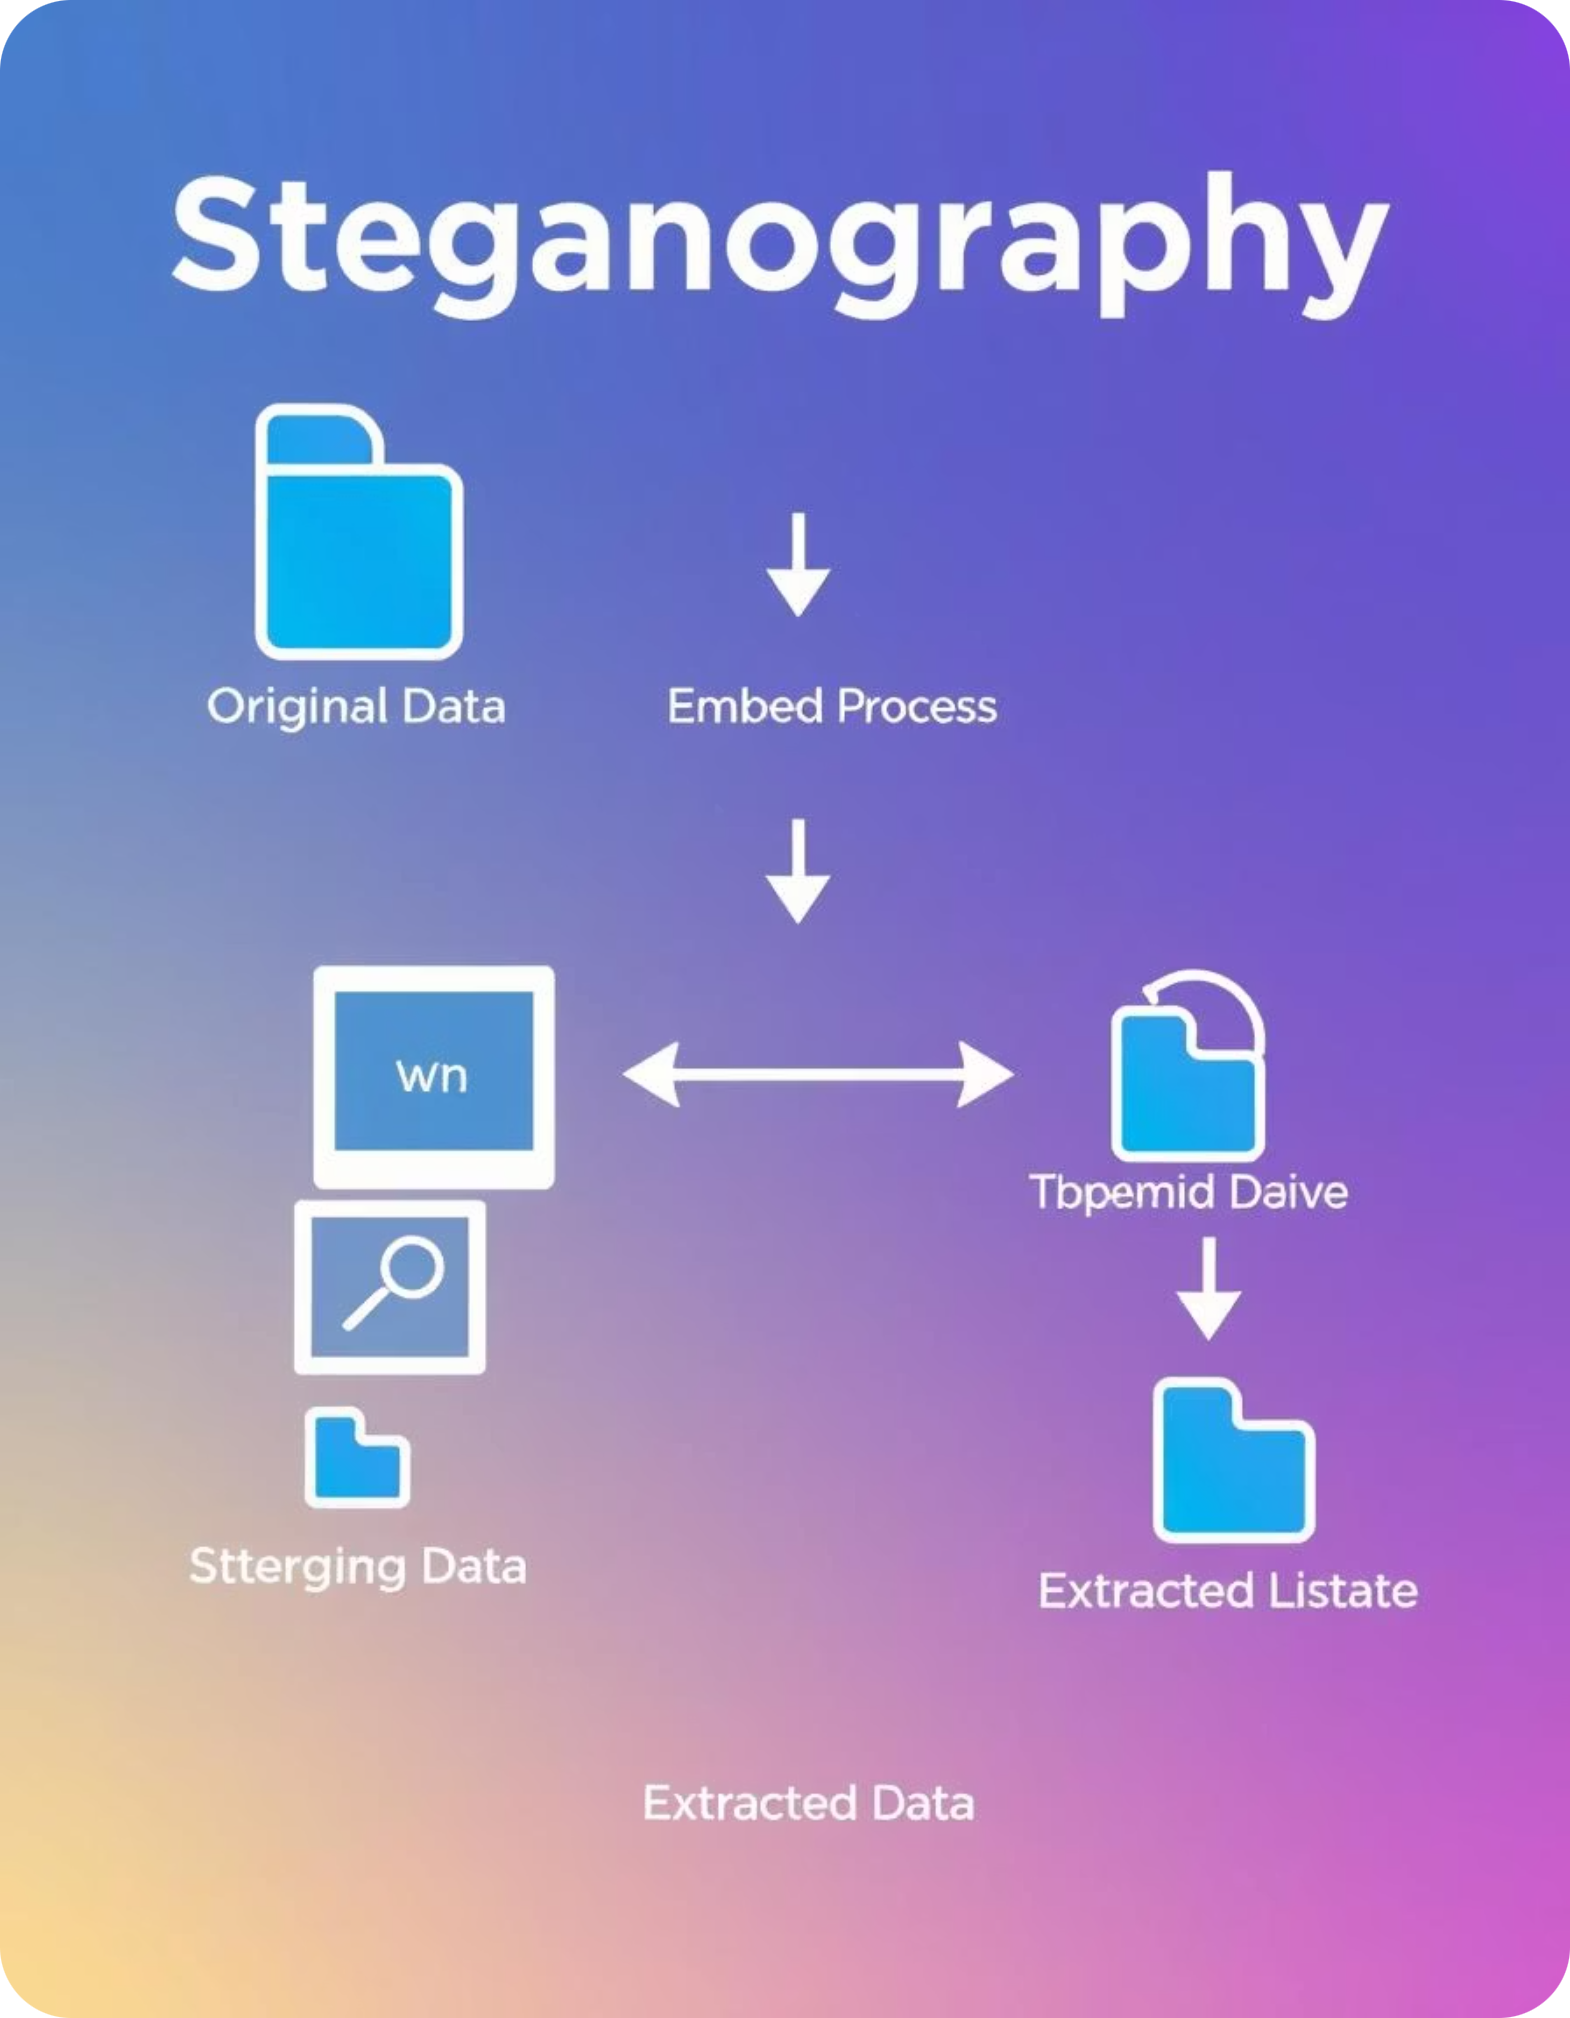 Steganography
Original Data
Embed Process
wn
Tbpemid Daive
Stterging Data
Extracted Listate
Extracted Data